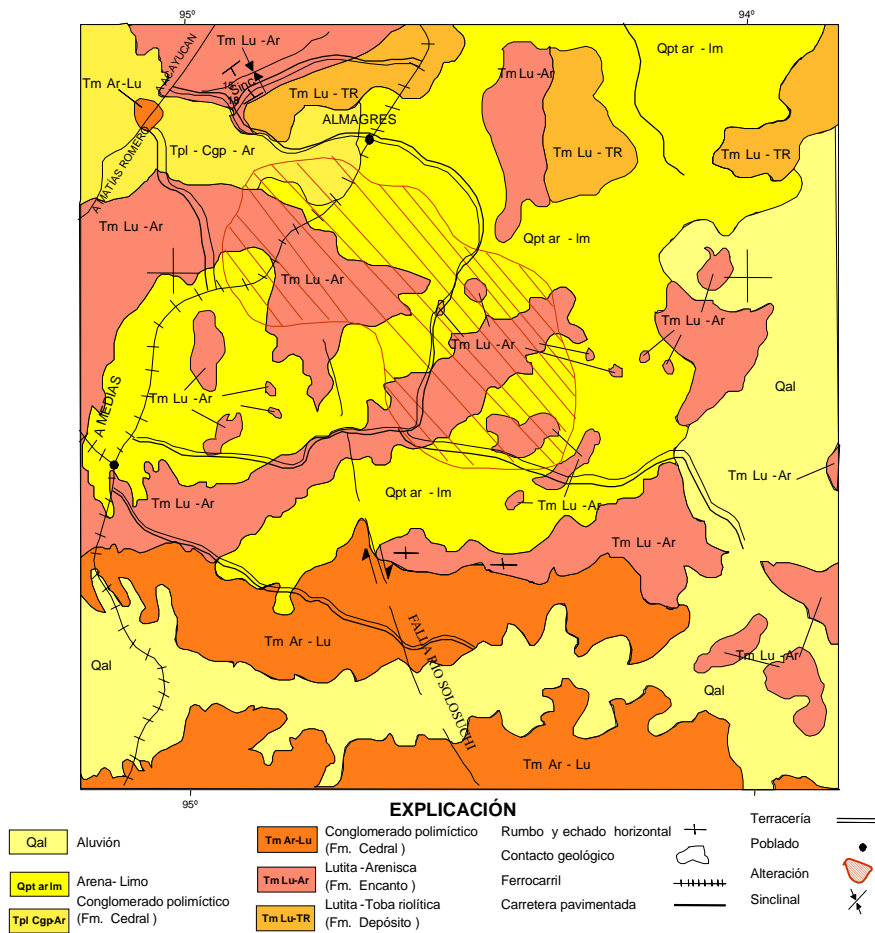 95º
94º
Tm Lu -Ar
Qpt ar - lm
A ACAYUCAN
Tm Lu -Ar
Tm Ar-Lu
Sinc
Tm Lu - TR
ALMAGRES
A MATIAS ROMERO
Tpl - Cgp - Ar
Tm Lu - TR
Tm Lu - TR
Tm Lu -Ar
Qpt ar - lm
Tm Lu -Ar
Tm Lu -Ar
Tm Lu -Ar
Tm Lu -Ar
Qal
A MEDIAS
Qpt ar - lm
Tm Lu -Ar
Tm Lu -Ar
Tm Lu -Ar
Tm Lu -Ar
Tm Ar - Lu
FALLA RIO SOLOSUCHI
Tm Lu -Ar
Qal
Qal
Tm Ar - Lu
95º
EXPLICACIÓN
Qal Aluvión
Qpt ar lm Arena- Limo
Tpl Cgp-Ar Conglomerado polimíctico
(Fm. Cedral )
Tm Ar-Lu Conglomerado polimíctico
(Fm. Cedral )
Tm Lu-Ar Lutita -Arenisca
(Fm. Encanto )
Tm Lu-TR Lutita -Toba riolítica
(Fm. Depósito )
Rumbo y echado horizontal
Contacto geológico
Ferrocarril
Carretera pavimentada
Terracería
Poblado
Alteración
Sinclinal